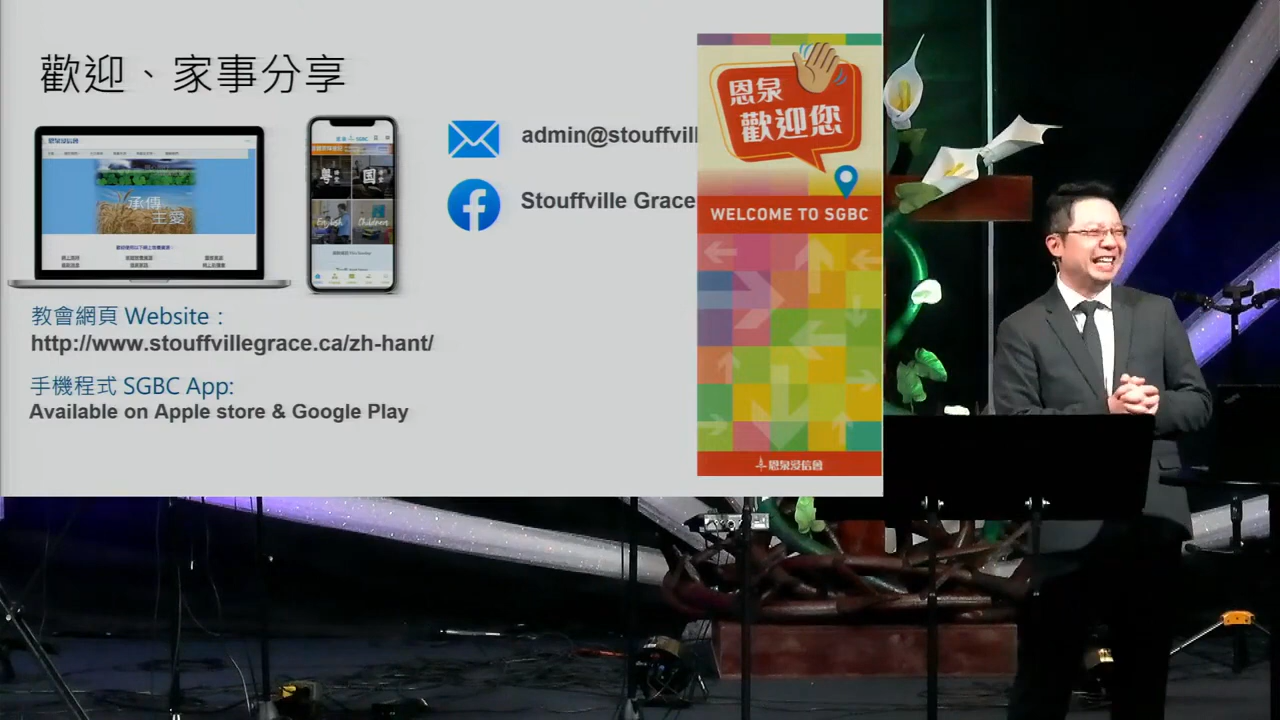 歡迎、家事分享
承傳
主愛
粵
国
English
Children
admin@stouffvill
Stouffville Grace
教會網頁 Website：
http://www.stouffvillegrace.ca/zh-hant/
手機程式 SGBC App:
Available on Apple store & Google Play
恩泉
歡迎您
WELCOME TO SGBC
恩泉浸信會